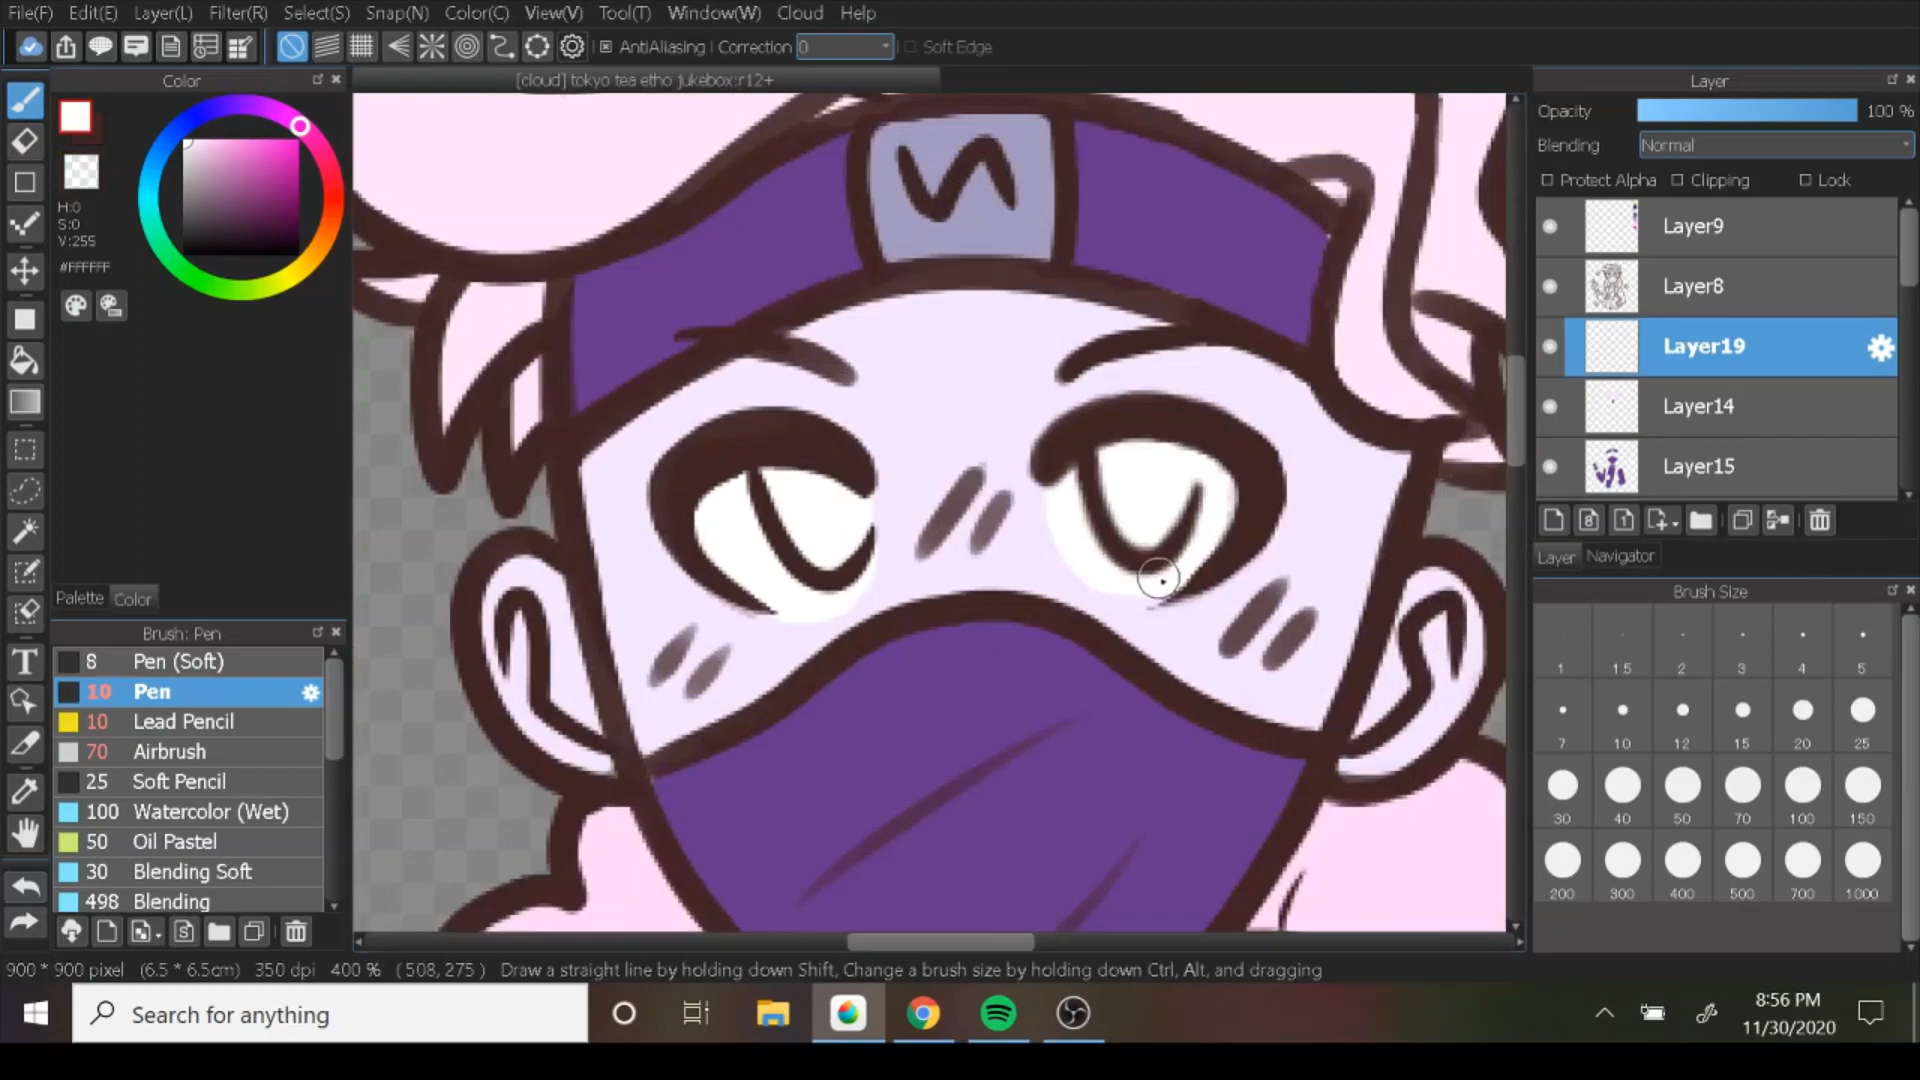 File(F) Edit(E) Layer(L) Filter(R) Select(S) Snap(N) Color(C) View(V) Tool(T) Window(W) Cloud Help
AntiAliasing Correction 0 Soft Edge
Color
[cloud] tokyo tea etho jukebox:r12+
Layer
Opacity 100 %
Blending Normal
Protect Alpha Clipping Lock
H:0
S:0
V:255
#FFFFFF
Layer9
Layer8
Layer19
Layer14
Layer15
Layer Navigator
Palette Color
Brush Size
1 1.5 2 3 4 5
7 10 12 15 20 25
30 40 50 70 100 150
200 300 400 500 700 1000
Brush: Pen
8 Pen (Soft)
10 Pen
10 Lead Pencil
70 Airbrush
25 Soft Pencil
100 Watercolor (Wet)
50 Oil Pastel
30 Blending Soft
498 Blending
900 * 900 pixel (6.5 * 6.5cm) 350 dpi 400 % ( 508, 275 ) Draw a straight line by holding down Shift, Change a brush size by holding down Ctrl, Alt, and dragging
Search for anything
8:56 PM
11/30/2020